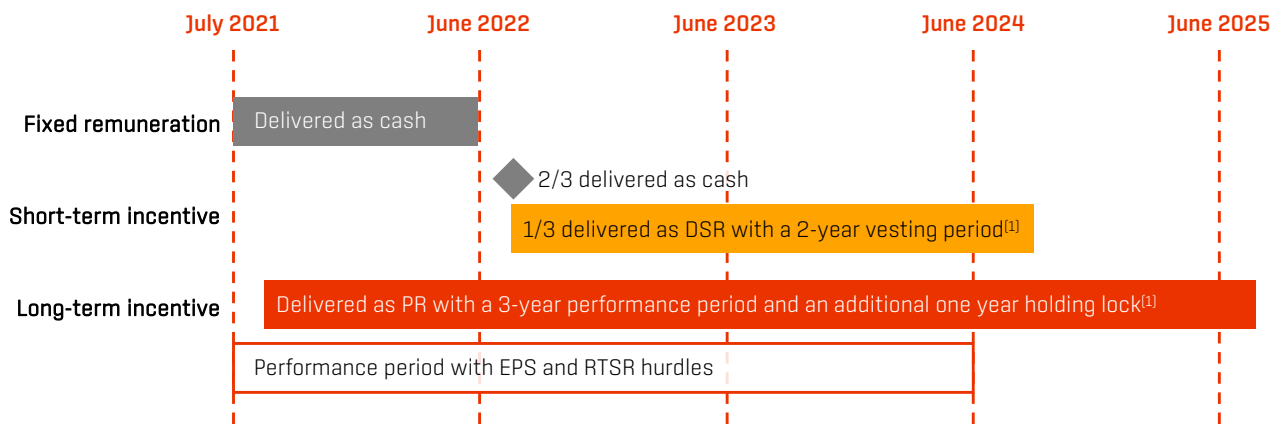 July 2021
June 2022
June 2023
June 2024
June 2025
Fixed remuneration
Delivered as cash
2/3 delivered as cash
Short-term incentive
1/3 delivered as DSR with a 2-year vesting period[1]
Long-term incentive
Delivered as PR with a 3-year performance period and an additional one year holding lock[1]
Performance period with EPS and RTSR hurdles